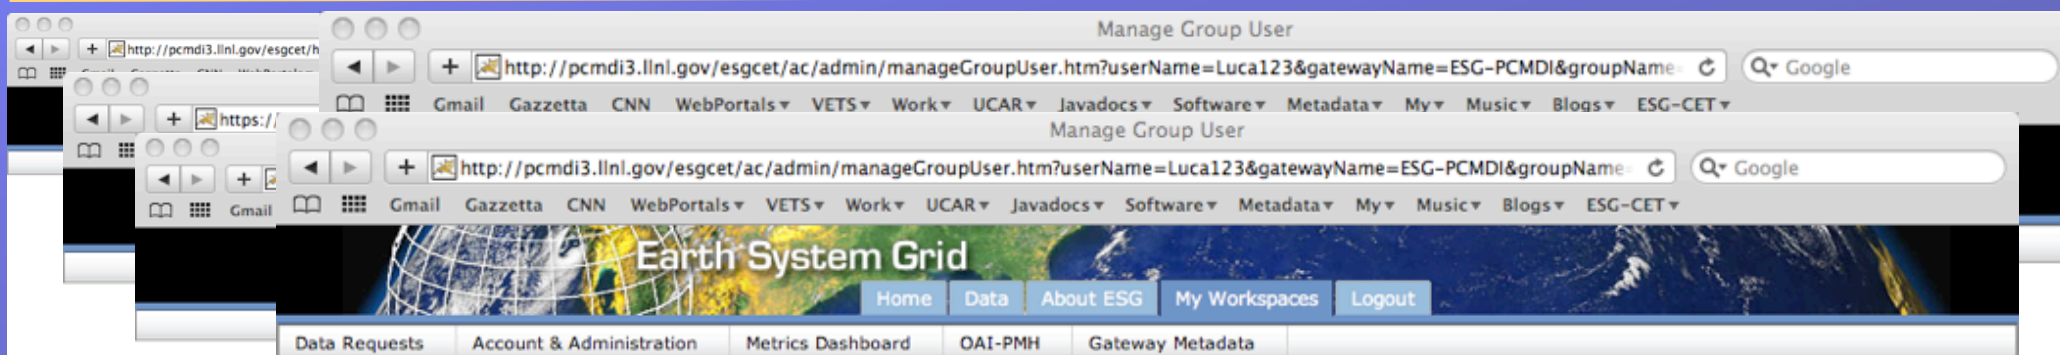 Manage Group User
http://pcmdi3.llnl.gov/esgcet/h
http://pcmdi3.llnl.gov/esgcet/ac/admin/manageGroupUser.htm?userName=Luca123&gatewayName=ESG-PCMDI&groupName= Google
Gmail Gazzetta CNN WebPortals VETS Work UCAR Javadocs Software Metadata My Music Blogs ESG-CET
https:/
Manage Group User
http://pcmdi3.llnl.gov/esgcet/ac/admin/manageGroupUser.htm?userName=Luca123&gatewayName=ESG-PCMDI&groupName= Google
Gmail
Gmail Gazzetta CNN WebPortals VETS Work UCAR Javadocs Software Metadata My Music Blogs ESG-CET
Earth System Grid
Home Data About ESG My Workspaces Logout
Data Requests Account & Administration Metrics Dashboard OAI-PMH Gateway Metadata